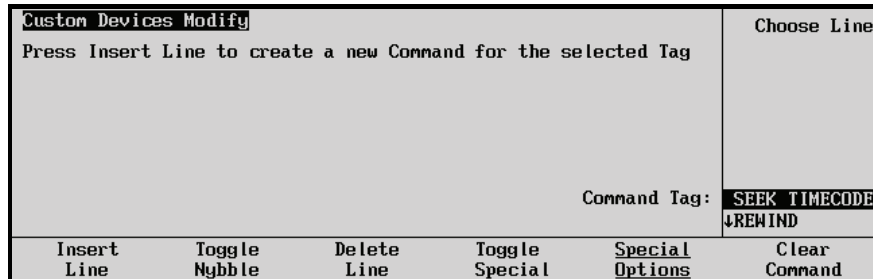 Custom Devices Modify
Choose Line
Press Insert Line to create a new Command for the selected Tag
Command Tag: SEEK TIMECODE
↓REWIND
Insert Line
Toggle Nybble
Delete Line
Toggle Special
Special Options
Clear Command